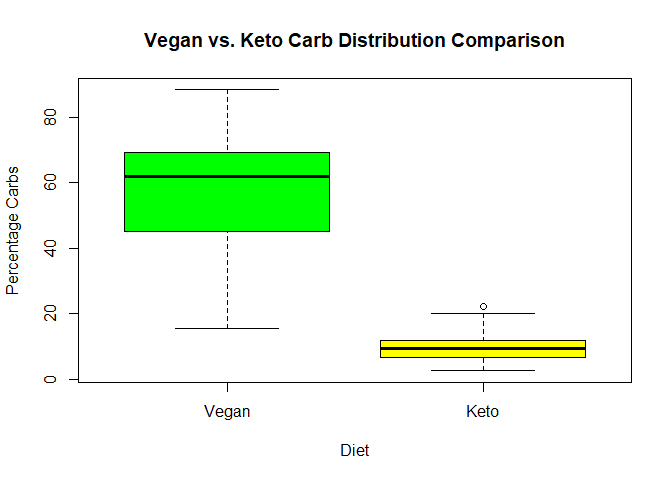 Vegan vs. Keto Carb Distribution Comparison
Percentage Carbs
80
60
40
20
0
Vegan Keto
Diet